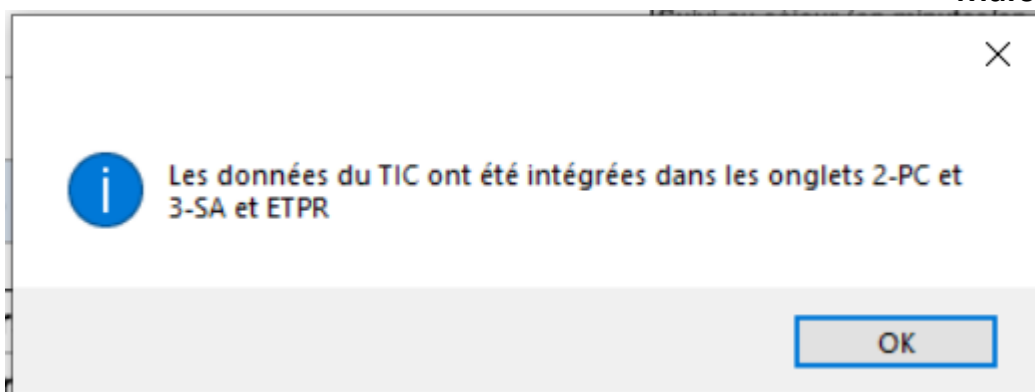 Les données du TIC ont été intégrées dans les onglets 2-PC et
3-SA et ETPR
OK